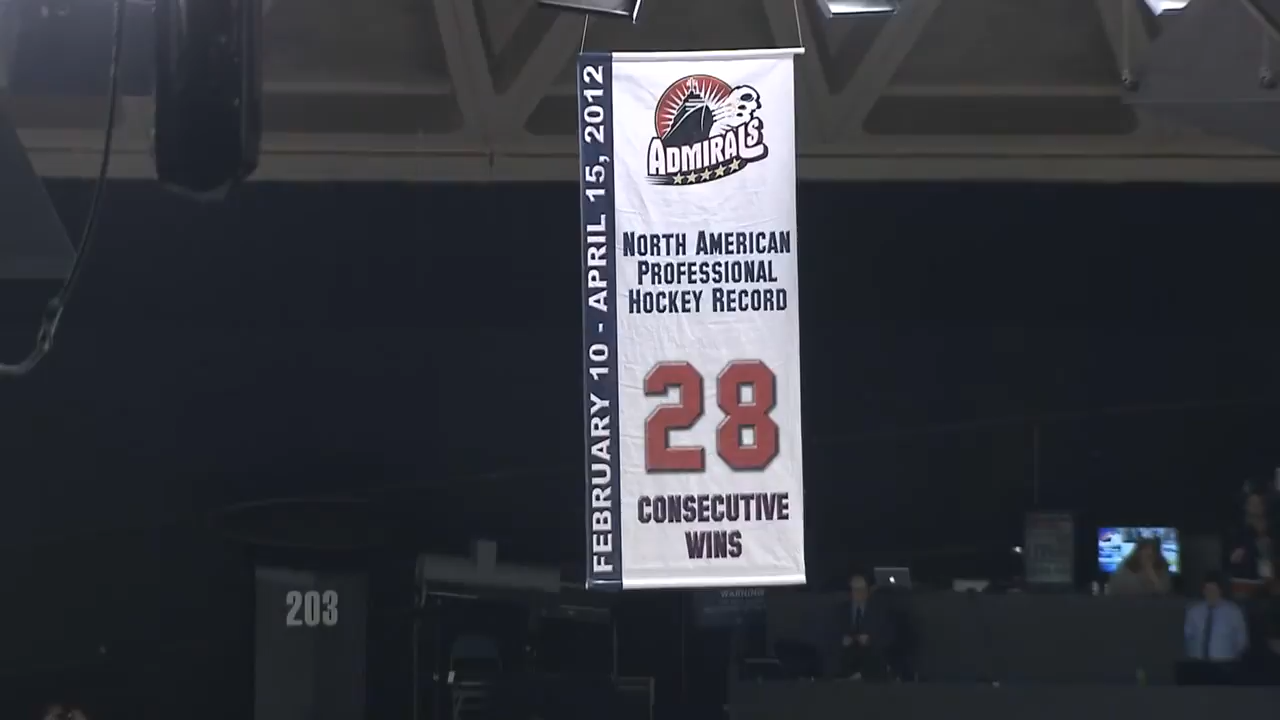 FEBRUARY 10 - APRIL 15, 2012
ADMIRALS
NORTH AMERICAN
PROFESSIONAL
HOCKEY RECORD
28
CONSECUTIVE
WINS
203
WARNING